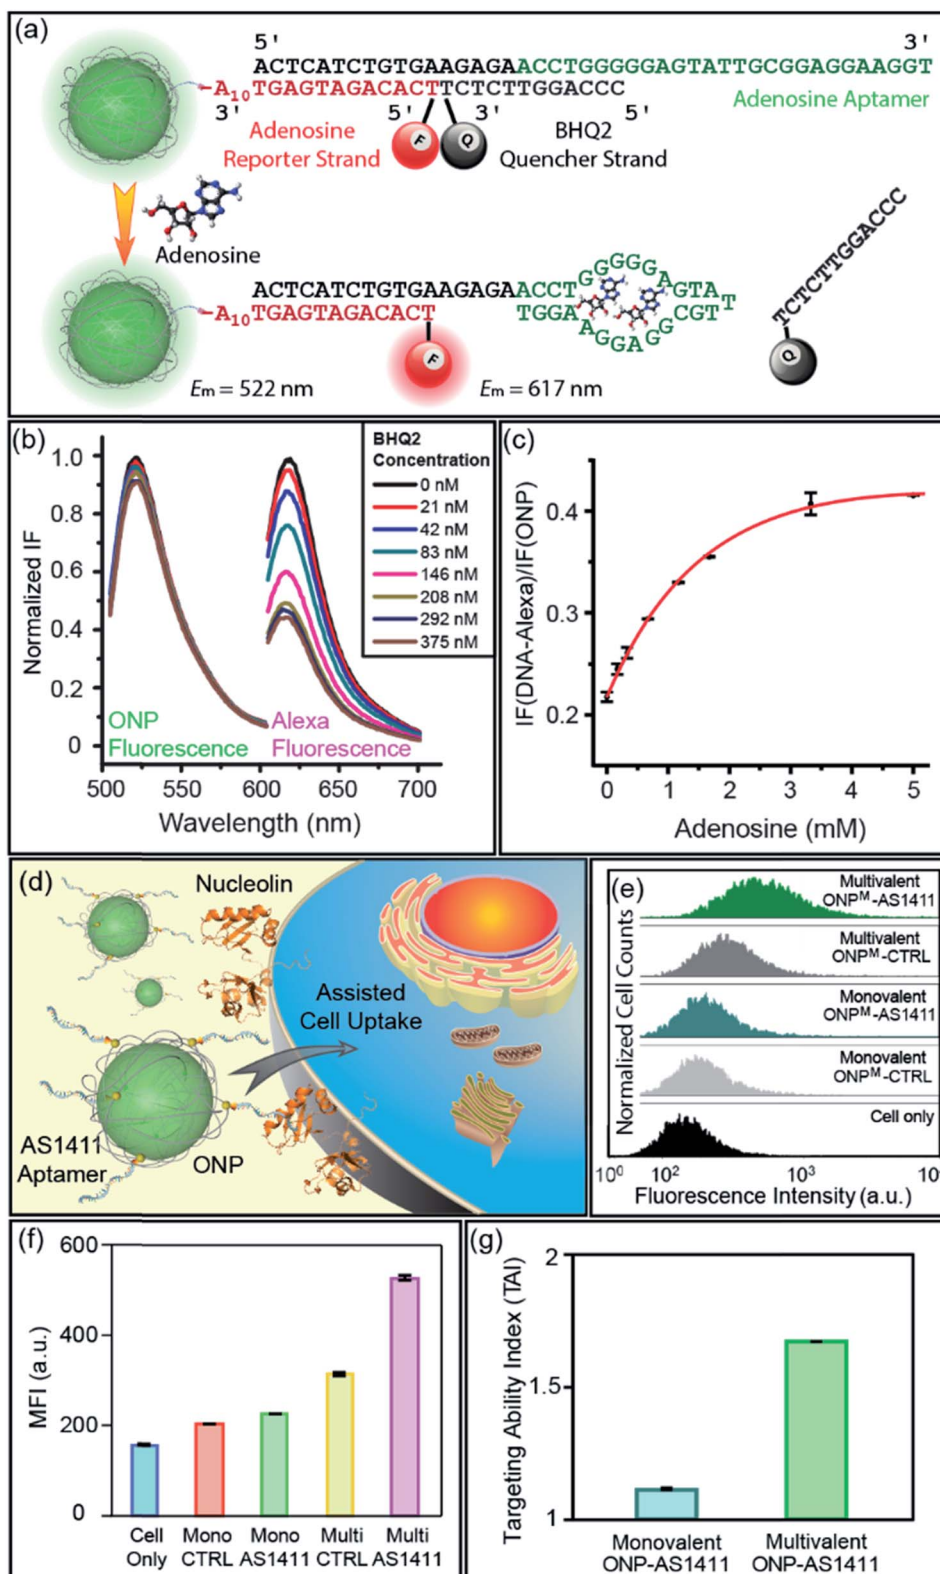 (a)
5' 3'
ACTCATCTGTGAAGAGAACCTGGGGGAGTATTGCGGAGGAAGGT
A10TGAGTAGACACTTCTCTTGGACCC
3' 5' 3' 5'
Adenosine Aptamer
Adenosine
Reporter Strand
F
Q
BHQ2
Quencher Strand
Adenosine
ACTCATCTGTGAAGAGAACCTGGGGGAGTAT
A10TGAGTAGACACT
TGGAAGGAGGCGT
F
TCTCTTGGACCC
Q
Em = 522 nm
Em = 617 nm
(b)
Normalized IF
1.0
0.8
0.6
0.4
0.2
0
BHQ2
Concentration
0 nM
21 nM
42 nM
83 nM
146 nM
208 nM
292 nM
375 nM
ONP
Fluorescence
Alexa
Fluorescence
500 550 600 650 700
Wavelength (nm)
(c)
IF(DNA-Alexa)/IF(ONP)
0.4
0.3
0.2
0 1 2 3 4 5
Adenosine (mM)
(d)
Nucleolin
Assisted
Cell Uptake
AS1411
Aptamer
ONP
(e)
Normalized Cell Counts
Multivalent
ONPM-AS1411
Multivalent
ONPM-CTRL
Monovalent
ONPM-AS1411
Monovalent
ONPM-CTRL
Cell only
10^0 10^2 10^3 10
Fluorescence Intensity (a.u.)
(f)
MFI (a.u.)
600
400
200
0
Cell Mono Mono Multi Multi
Only CTRL AS1411 CTRL AS1411
(g)
Targeting Ability Index (TAI)
2
1.5
1
Monovalent Multivalent
ONP-AS1411 ONP-AS1411